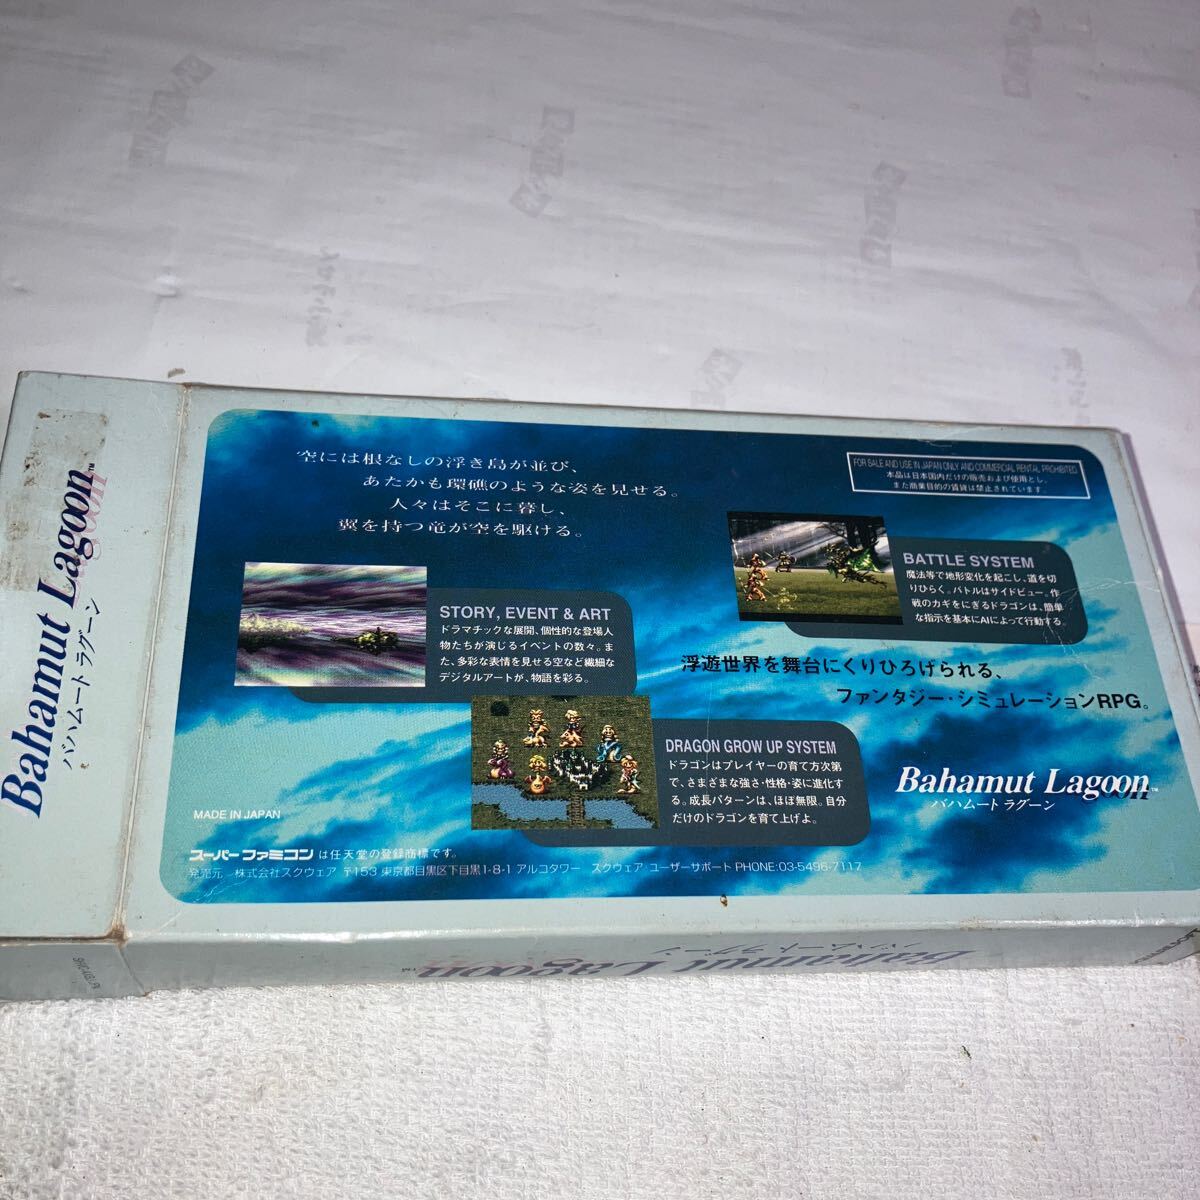 Bahamut Lagoon™
バハムート ラグーン
空には根なしの浮き島が並び、
あたかも環礁のような姿を見せる。
人々はそこに暮し、
翼を持つ竜が空を駆ける。
FOR SALE AND USE IN JAPAN ONLY AND COMMERCIAL RENTAL PROHIBITED.
本品は日本国内だけの販売および使用とし、
また商業目的の賃貸は禁止されています。
BATTLE SYSTEM
魔法等で地形変化を起こし、道を切
りひらく。バトルはサイドビュー。作
戦のカギをにぎるドラゴンは、簡単
な指示を基本にAIによって行動する。
STORY, EVENT & ART
ドラマチックな展開、個性的な登場人
物たちが演じるイベントの数々。ま
た、多彩な表情を見せる空など繊細な
デジタルアートが、物語を彩る。
浮遊世界を舞台にくりひろげられる、
ファンタジー・シミュレーションRPG。
DRAGON GROW UP SYSTEM
ドラゴンはプレイヤーの育て方次第
で、さまざまな強さ・性格・姿に進化す
る。成長パターンは、ほぼ無限。自分
だけのドラゴンを育て上げよ。
Bahamut Lagoon™
バハムート ラグーン
MADE IN JAPAN
スーパーファミコン は任天堂の登録商標です。
発売元 株式会社スクウェア 〒153 東京都目黒区下目黒1-8-1 アルコタワー スクウェア・ユーザーサポート PHONE:03-5496-7117
Bahamut Lagoon™
バハムート ラグーン